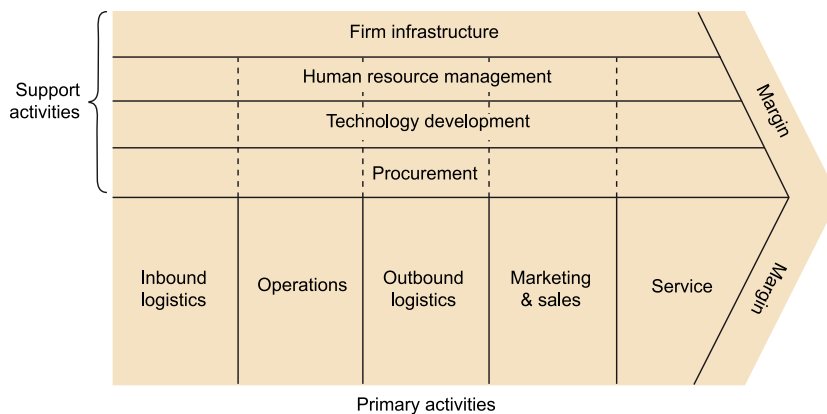 Firm infrastructure
Human resource management
Support
activities
Technology development
Procurement
Margin
Inbound
logistics
Operations
Outbound
logistics
Marketing
& sales
Service
Margin
Primary activities